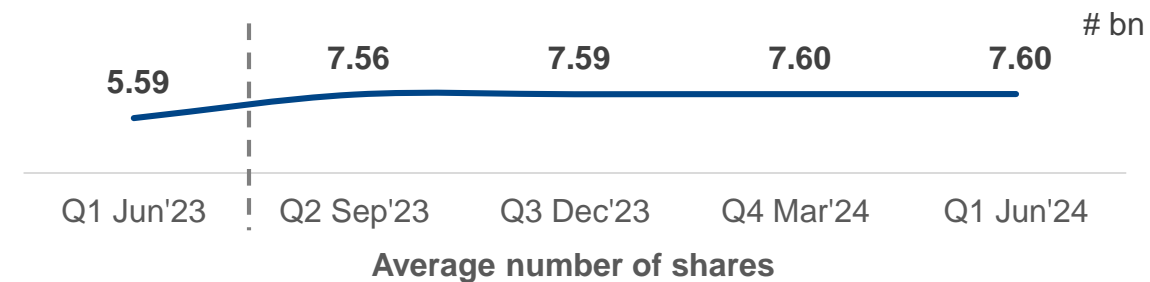 # bn
5.59 7.56 7.59 7.60 7.60
Q1 Jun'23 Q2 Sep'23 Q3 Dec'23 Q4 Mar'24 Q1 Jun'24
Average number of shares